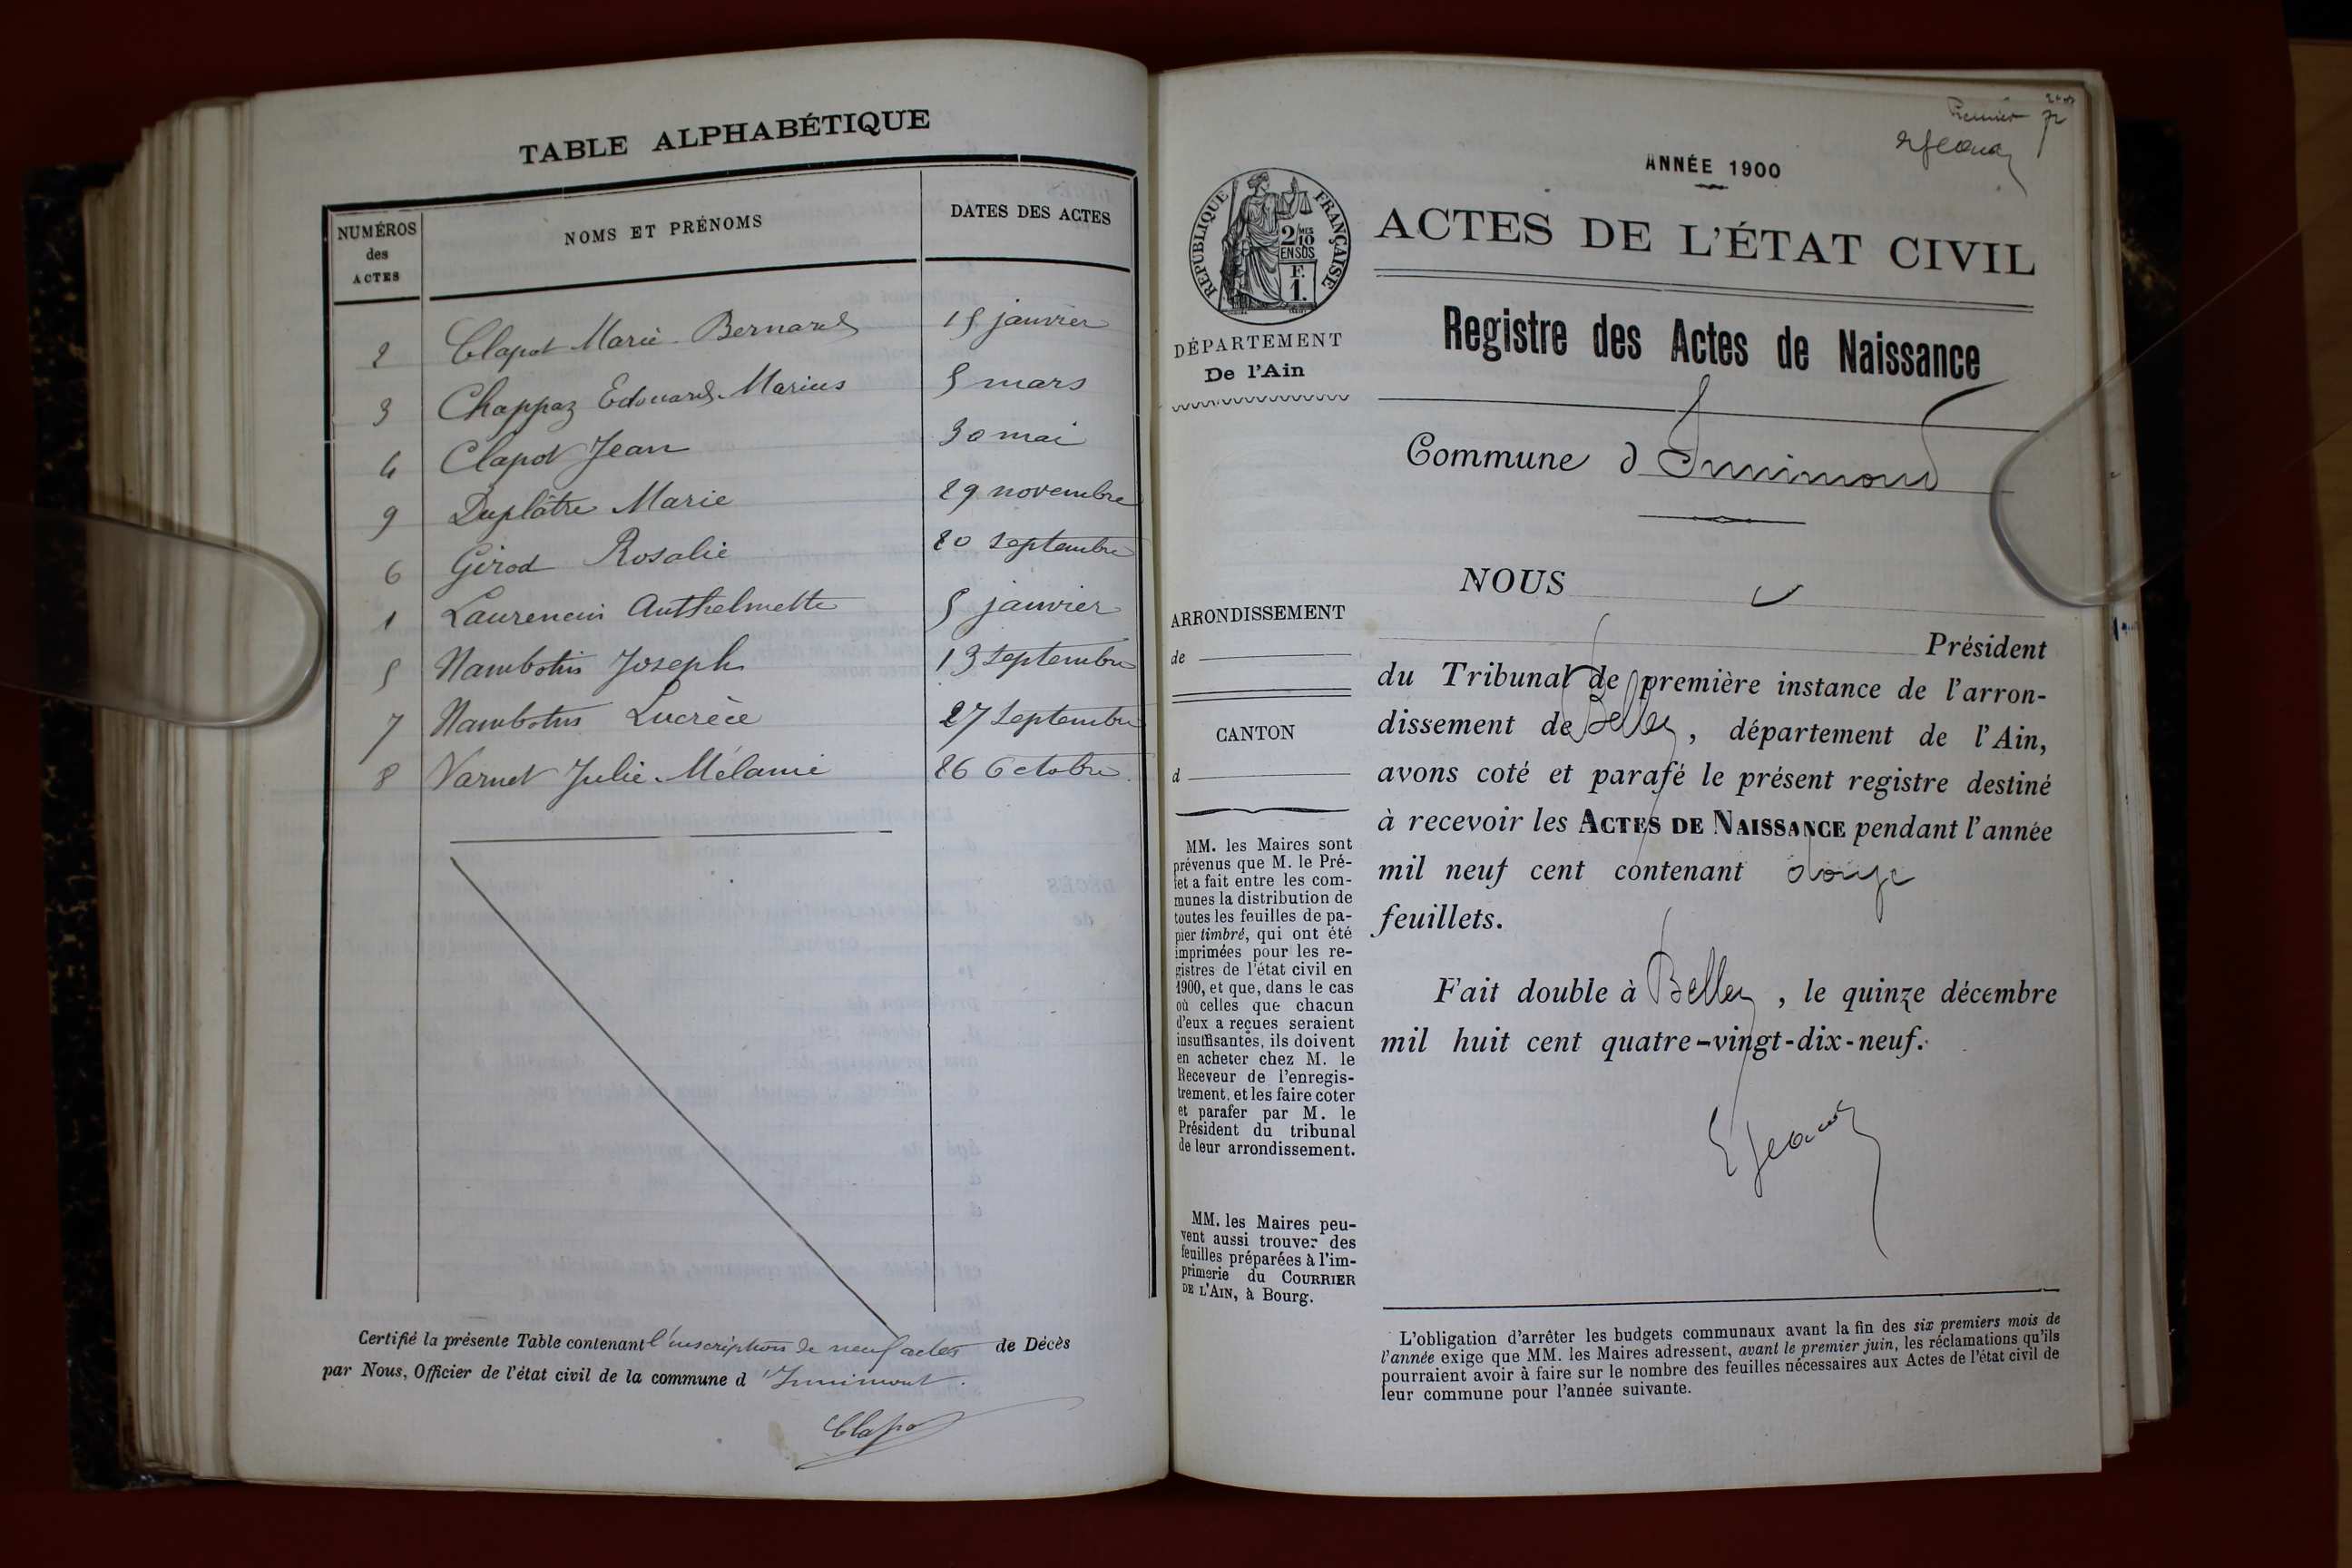 TABLE ALPHABÉTIQUE
NUMÉROS
des
ACTES
NOMS ET PRÉNOMS
DATES DES ACTES
2 Clapot Marie Bernard 15 janvier
3 Chappaz Edouard Marius 5 mars
4 Clapot Jean 30 mai
9 Duplâtre Marie 29 novembre
6 Girod Rosalie 20 septembre
1 Laurencin Anthelmette 5 janvier
5 Nambotin Joseph 13 septembre
7 Nambotin Lucrèce 27 septembre
8 Varnet Julie Mélanie 26 Octobre
Certifié la présente Table contenant l'inscription de neuf actes de Décès
par Nous, Officier de l'état civil de la commune d'Innimont.
Clapot
Premier
ANNÉE 1900
RÉPUBLIQUE FRANÇAISE
2/10 MES
EN SUS
F.
1.
ACTES DE L'ÉTAT CIVIL
DÉPARTEMENT
De l'Ain
Registre des Actes de Naissance
Commune d'Innimond
NOUS
ARRONDISSEMENT
de
CANTON
d
Président
du Tribunal de première instance de l'arron-
dissement de Belley, département de l'Ain,
avons coté et parafé le présent registre destiné
à recevoir les ACTES DE NAISSANCE pendant l'année
mil neuf cent contenant douze
feuillets.
Fait double à Belley, le quinze décembre
mil huit cent quatre-vingt-dix-neuf.
MM. les Maires sont
prévenus que M. le Pré-
fet a fait entre les com-
munes la distribution de
toutes les feuilles de pa-
pier timbré, qui ont été
imprimées pour les re-
gistres de l'état civil en
1900, et que, dans le cas
où celles que chacun
d'eux a reçues seraient
insuffisantes, ils doivent
en acheter chez M. le
Receveur de l'enregis-
trement, et les faire coter
et parafer par M. le
Président du tribunal
de leur arrondissement.
MM. les Maires peu-
vent aussi trouver des
feuilles préparées à l'im-
primerie du COURRIER
DE L'AIN, à Bourg.
L'obligation d'arrêter les budgets communaux avant la fin des six premiers mois de
l'année exige que MM. les Maires adressent, avant le premier juin, les réclamations qu'ils
pourraient avoir à faire sur le nombre des feuilles nécessaires aux Actes de l'état civil de
leur commune pour l'année suivante.